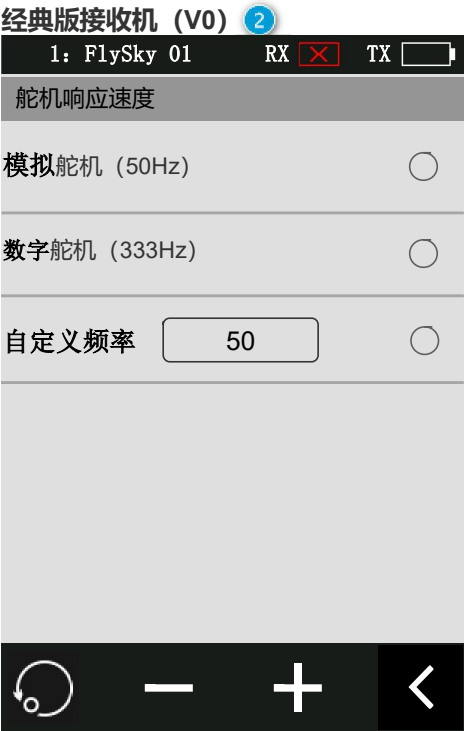 经典版接收机（V0） 2
1: FlySky 01 RX TX
舵机响应速度
模拟舵机（50Hz）
数字舵机（333Hz）
自定义频率 50